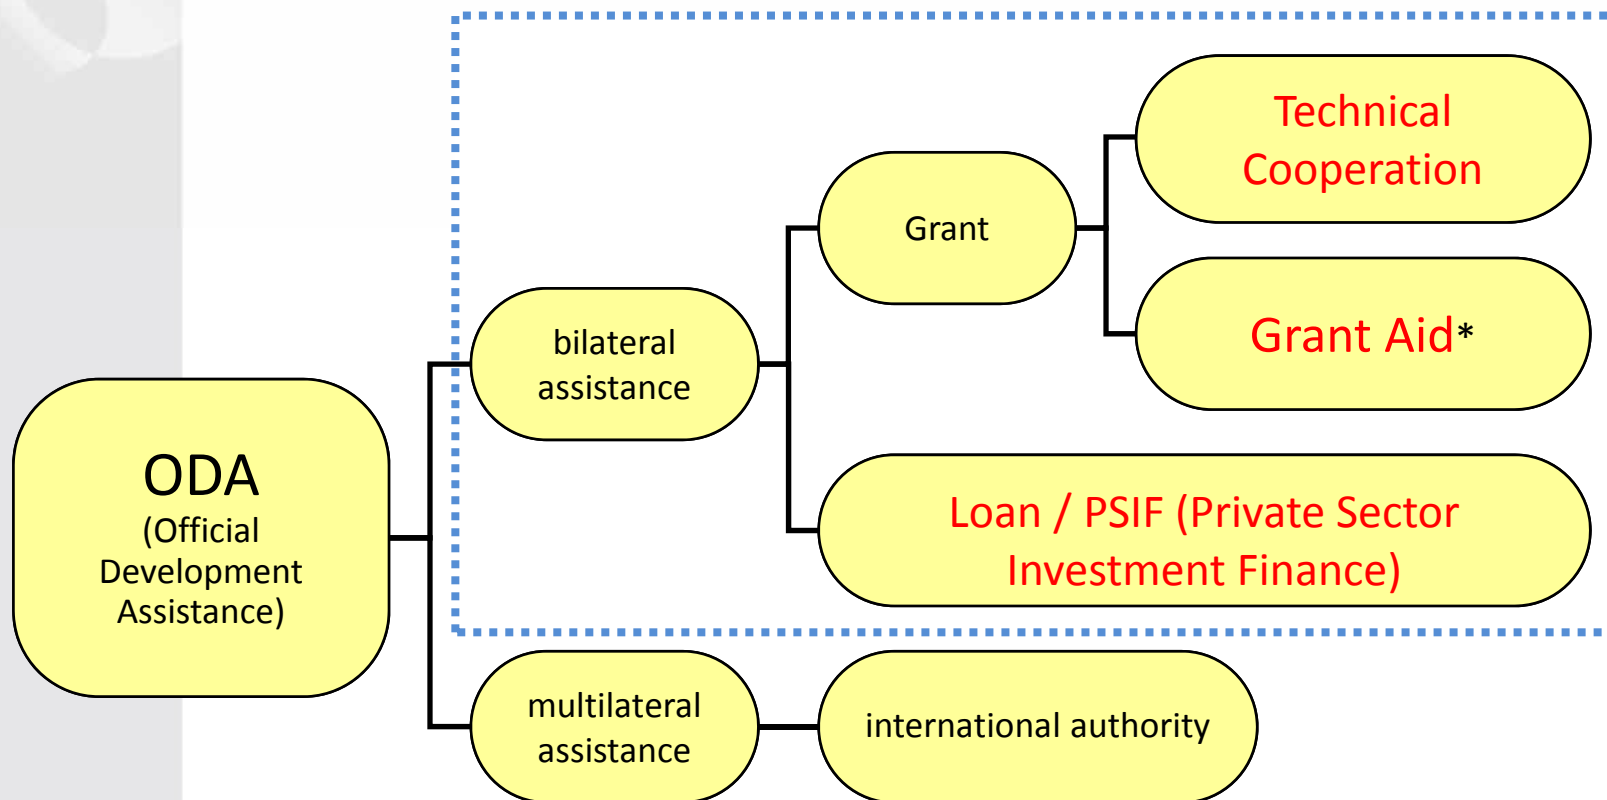 ODA
(Official
Development
Assistance)
bilateral
assistance
Grant
Technical
Cooperation
Grant Aid*
Loan / PSIF (Private Sector
Investment Finance)
multilateral
assistance
international authority